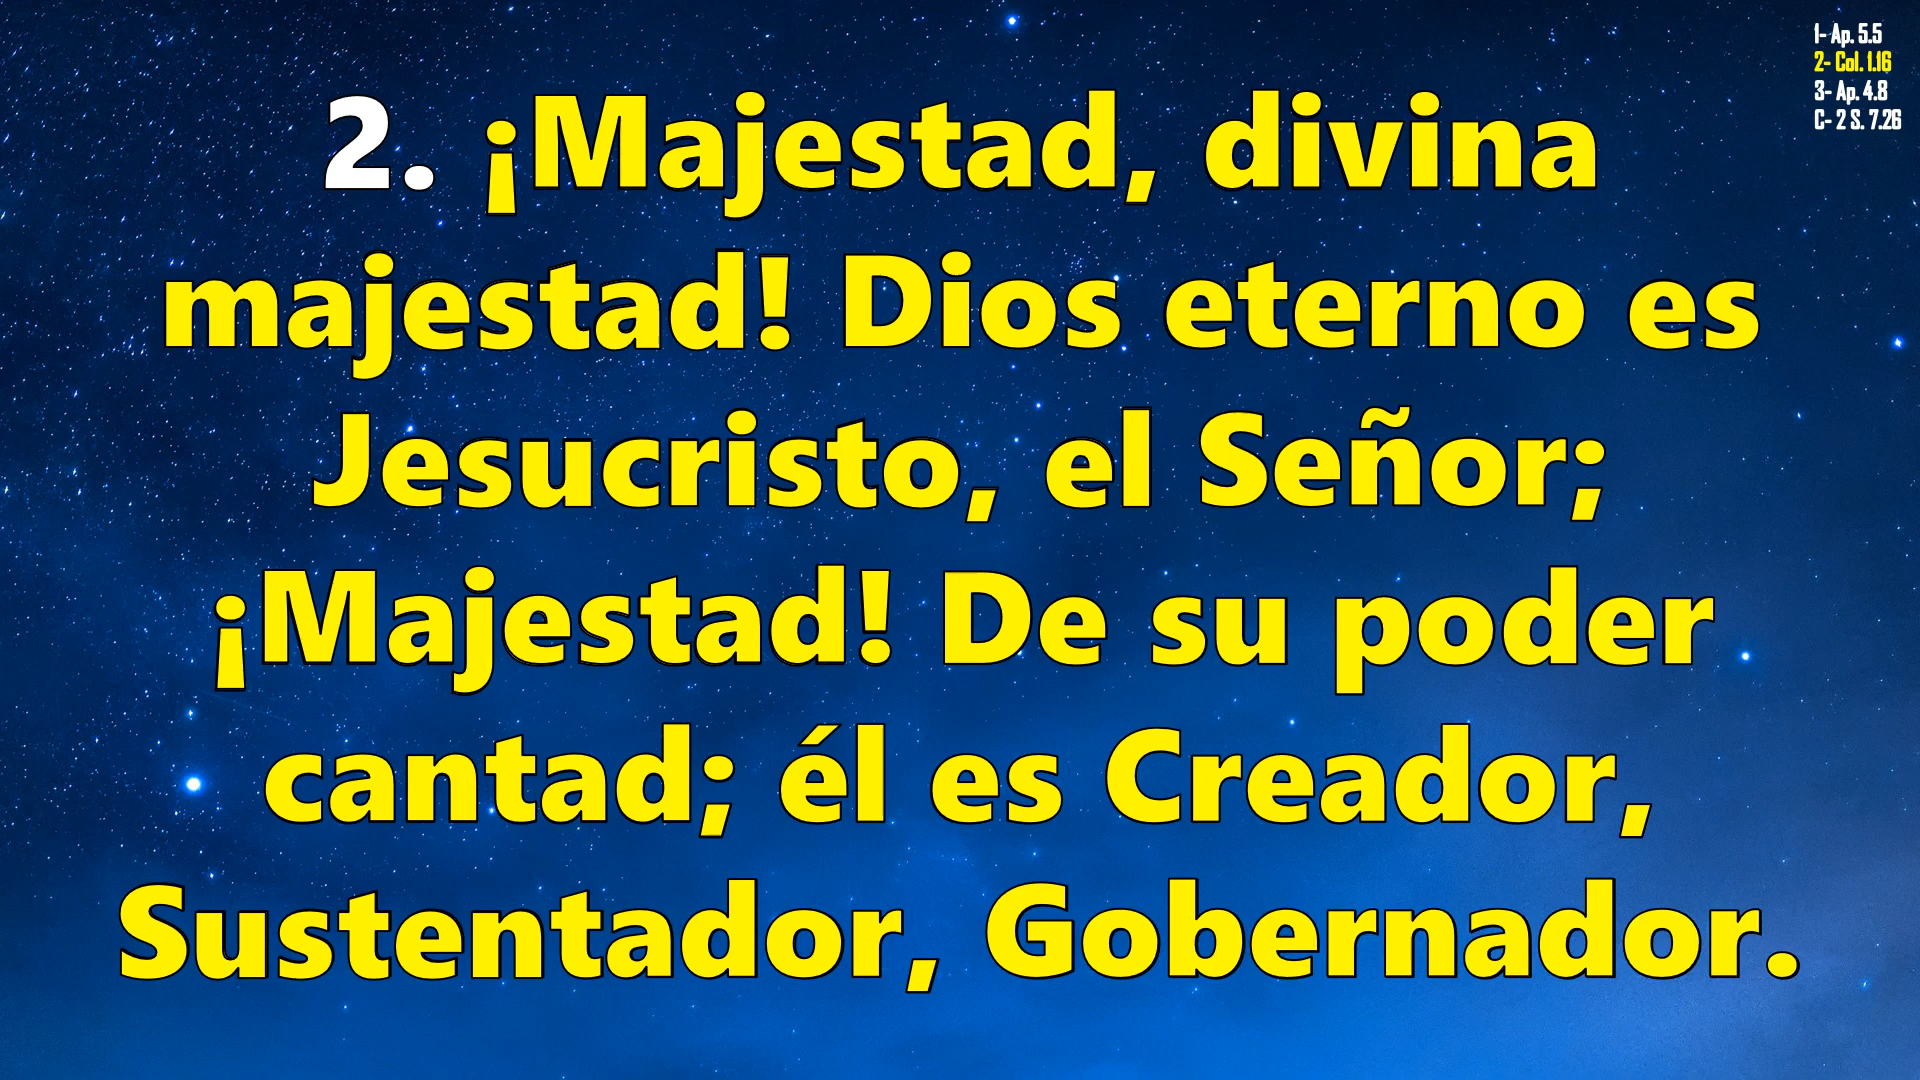 1- Ap. 5.5
2- Col. 1.16
3- Ap. 4.8
C- 2 S. 7.26
2. ¡Majestad, divina
majestad! Dios eterno es
Jesucristo, el Señor;
¡Majestad! De su poder
cantad; él es Creador,
Sustentador, Gobernador.